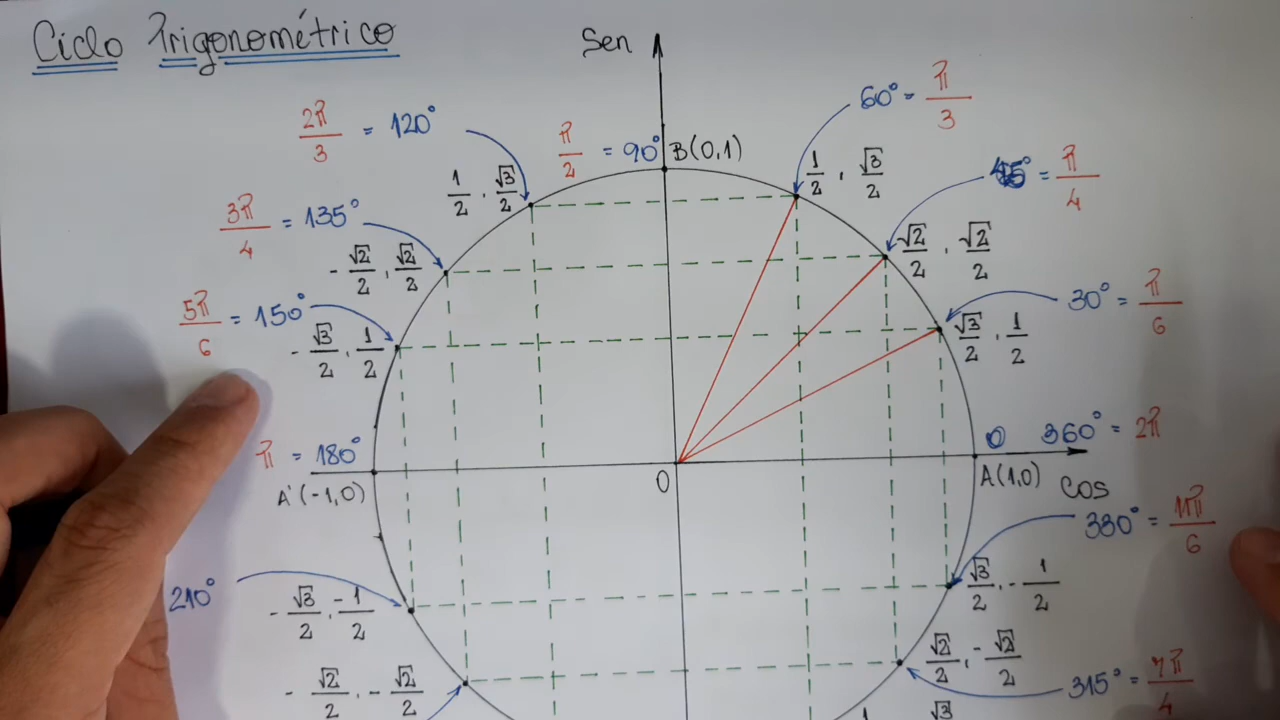 Ciclo Trigonométrico
Sen
2π/3 = 120°
π/2 = 90°
B(0,1)
60° = π/3
1/2 , √3/2
1/2 , √3/2
45° = π/4
3π/4 = 135°
-√2/2 , √2/2
√2/2 , √2/2
5π/6 = 150°
-√3/2 , 1/2
30° = π/6
√3/2 , 1/2
π = 180°
A'(-1,0)
0
0 360° = 2π
A(1,0)
cos
330° = 11π/6
√3/2 , -1/2
210°
-√3/2 , -1/2
-√2/2 , -√2/2
√2/2 , -√2/2
315° = 7π/4
√3